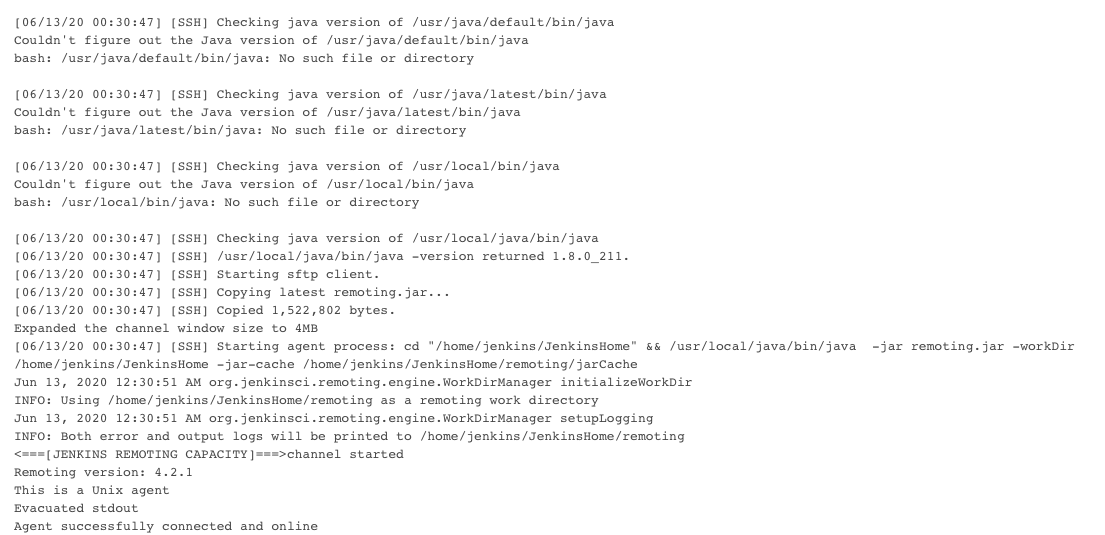 [06/13/20 00:30:47] [SSH] Checking java version of /usr/java/default/bin/java
Couldn't figure out the Java version of /usr/java/default/bin/java
bash: /usr/java/default/bin/java: No such file or directory

[06/13/20 00:30:47] [SSH] Checking java version of /usr/java/latest/bin/java
Couldn't figure out the Java version of /usr/java/latest/bin/java
bash: /usr/java/latest/bin/java: No such file or directory

[06/13/20 00:30:47] [SSH] Checking java version of /usr/local/bin/java
Couldn't figure out the Java version of /usr/local/bin/java
bash: /usr/local/bin/java: No such file or directory

[06/13/20 00:30:47] [SSH] Checking java version of /usr/local/java/bin/java
[06/13/20 00:30:47] [SSH] /usr/local/java/bin/java -version returned 1.8.0_211.
[06/13/20 00:30:47] [SSH] Starting sftp client.
[06/13/20 00:30:47] [SSH] Copying latest remoting.jar...
[06/13/20 00:30:47] [SSH] Copied 1,522,802 bytes.
Expanded the channel window size to 4MB
[06/13/20 00:30:47] [SSH] Starting agent process: cd "/home/jenkins/JenkinsHome" && /usr/local/java/bin/java  -jar remoting.jar -workDir
/home/jenkins/JenkinsHome -jar-cache /home/jenkins/JenkinsHome/remoting/jarCache
Jun 13, 2020 12:30:51 AM org.jenkinsci.remoting.engine.WorkDirManager initializeWorkDir
INFO: Using /home/jenkins/JenkinsHome/remoting as a remoting work directory
Jun 13, 2020 12:30:51 AM org.jenkinsci.remoting.engine.WorkDirManager setupLogging
INFO: Both error and output logs will be printed to /home/jenkins/JenkinsHome/remoting
<===[JENKINS REMOTING CAPACITY]===>channel started
Remoting version: 4.2.1
This is a Unix agent
Evacuated stdout
Agent successfully connected and online